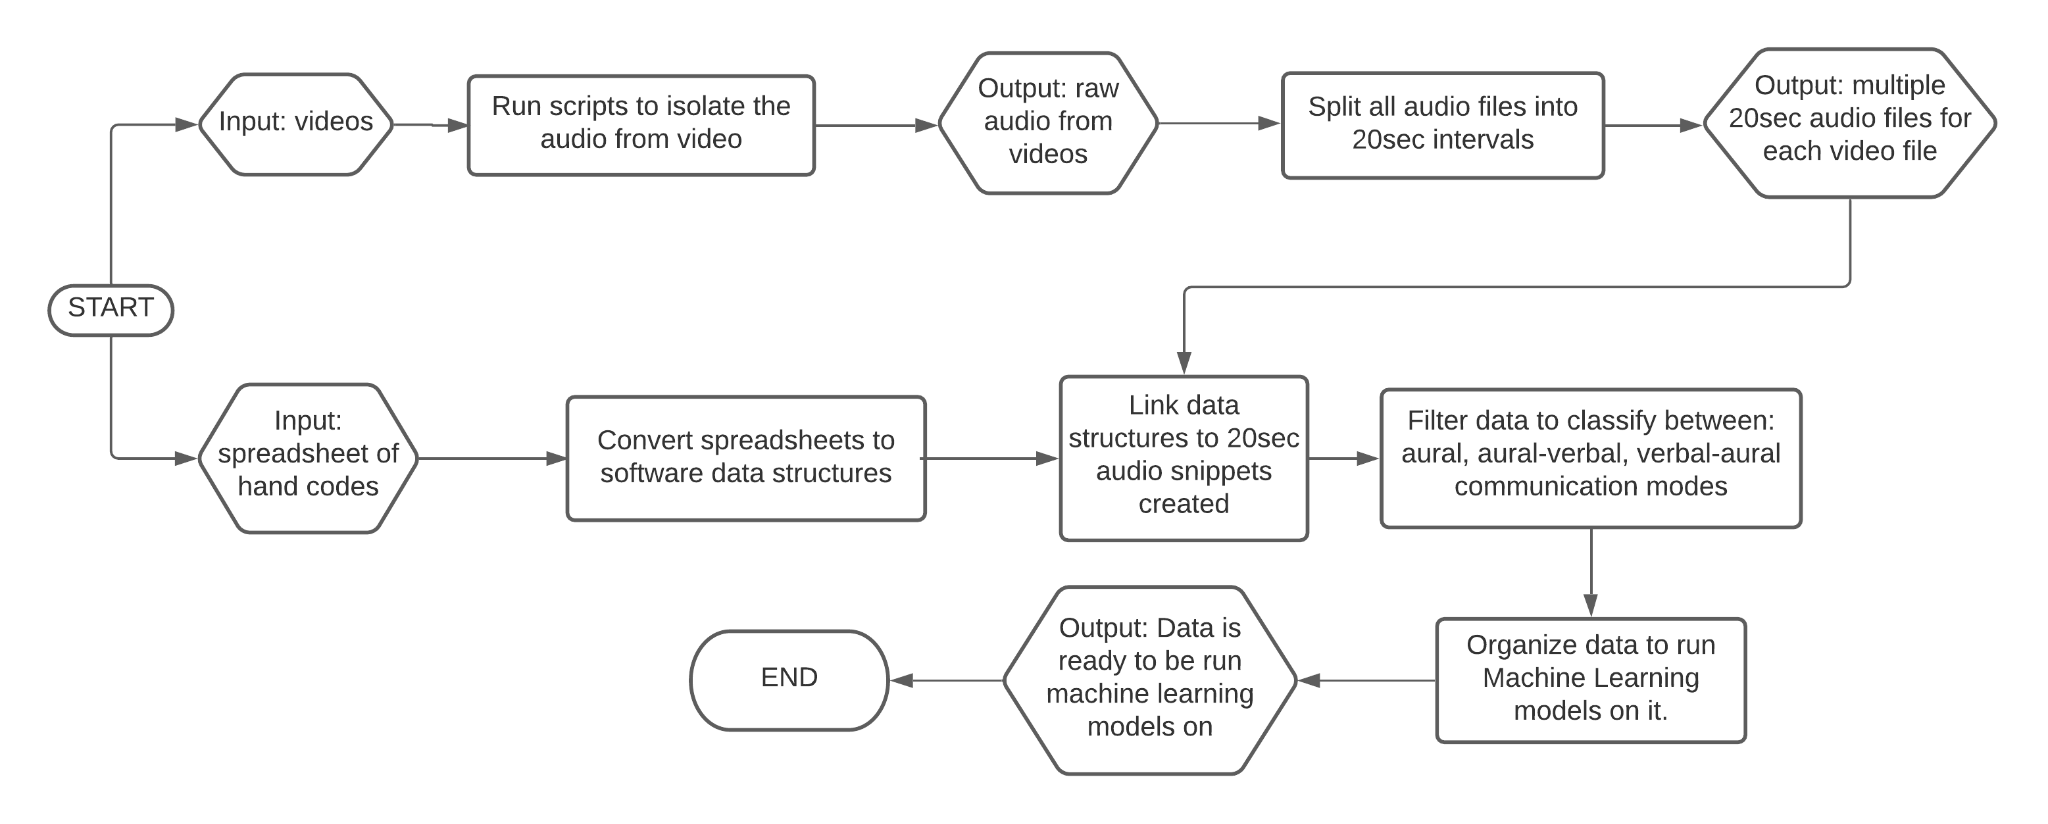 Input: videos
Run scripts to isolate the
audio from video
Output: raw
audio from
videos
Split all audio files into
20sec intervals
Output: multiple
20sec audio files for
each video file
START
Input:
spreadsheet of
hand codes
Convert spreadsheets to
software data structures
Link data
structures to 20sec
audio snippets
created
Filter data to classify between:
aural, aural-verbal, verbal-aural
communication modes
Organize data to run
Machine Learning
models on it.
Output: Data is
ready to be run
machine learning
models on
END